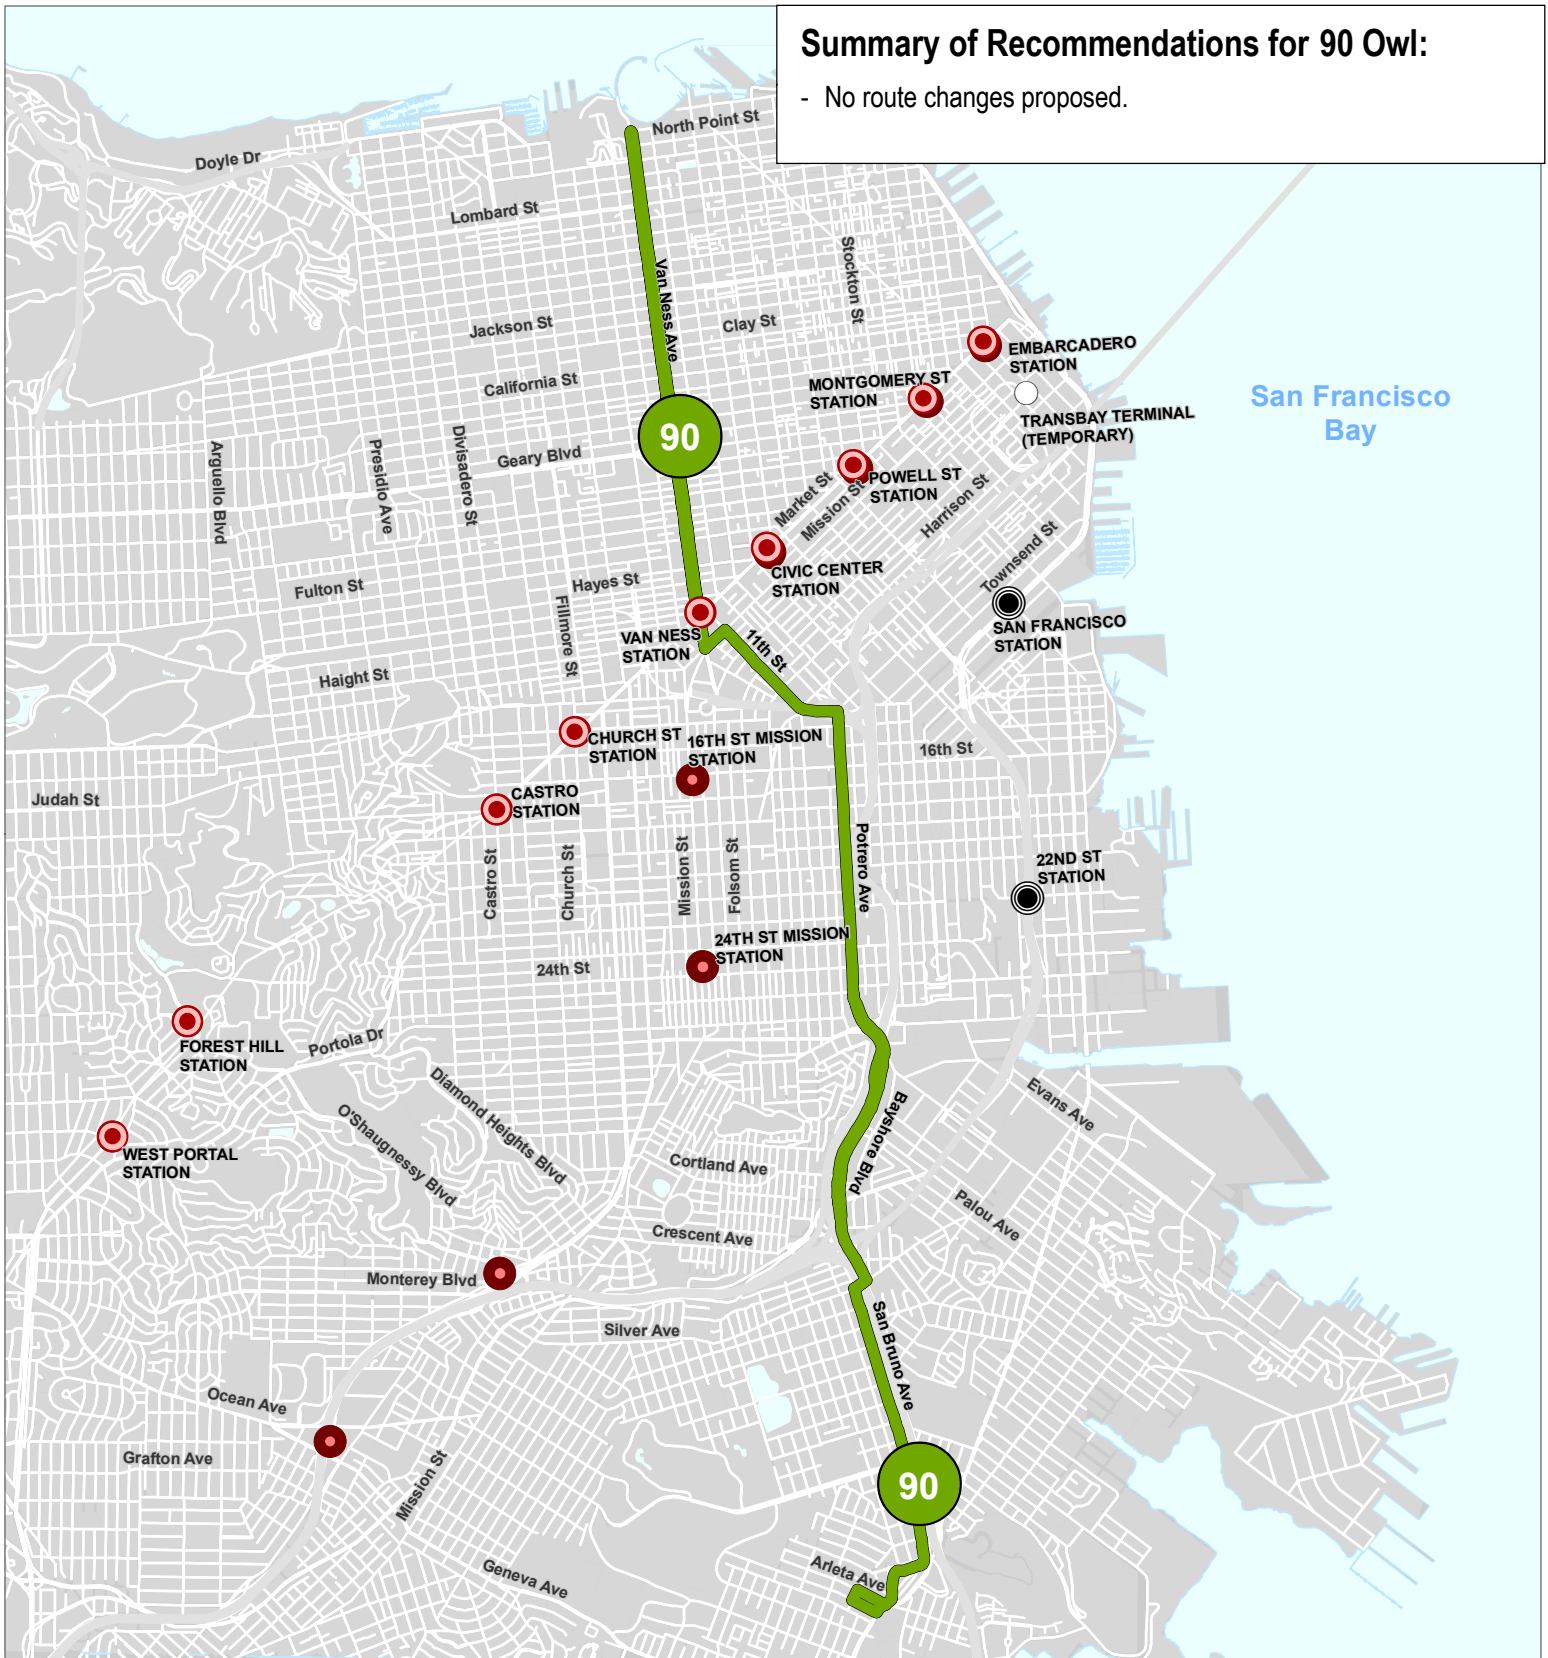 Summary of Recommendations for 90 Owl:
- No route changes proposed.
North Point St
Doyle Dr
Lombard St
Stockton St
Van Ness Ave
Jackson St
Clay St
EMBARCADERO
STATION
California St
MONTGOMERY ST
STATION
TRANSBAY TERMINAL
(TEMPORARY)
San Francisco
Bay
90
Arguello Blvd
Presidio Ave
Divisadero St
Geary Blvd
POWELL ST
STATION
Market St
Mission St
Harrison St
Townsend St
CIVIC CENTER
STATION
Fulton St
Hayes St
Fillmore St
VAN NESS
STATION
11th St
SAN FRANCISCO
STATION
Haight St
CHURCH ST
STATION
16TH ST MISSION
STATION
16th St
Judah St
CASTRO
STATION
Castro St
Church St
Mission St
Folsom St
Potrero Ave
22ND ST
STATION
24TH ST MISSION
STATION
24th St
FOREST HILL
STATION
Portola Dr
Diamond Heights Blvd
O'Shaugnessy Blvd
Evans Ave
Bayshore Blvd
WEST PORTAL
STATION
Cortland Ave
Palou Ave
Crescent Ave
Monterey Blvd
Silver Ave
San Bruno Ave
Ocean Ave
Grafton Ave
Mission St
90
Geneva Ave
Arleta Ave